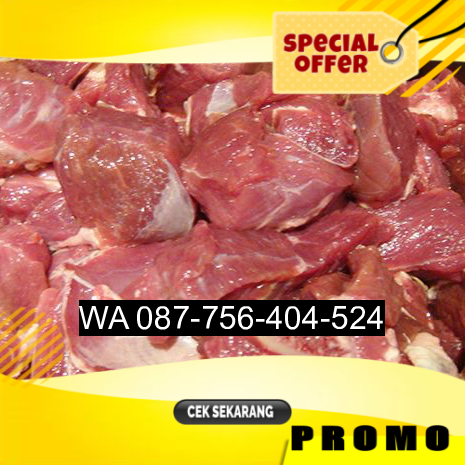 SPECIAL
OFFER
WA 087-756-404-524
CEK SEKARANG
PROMO